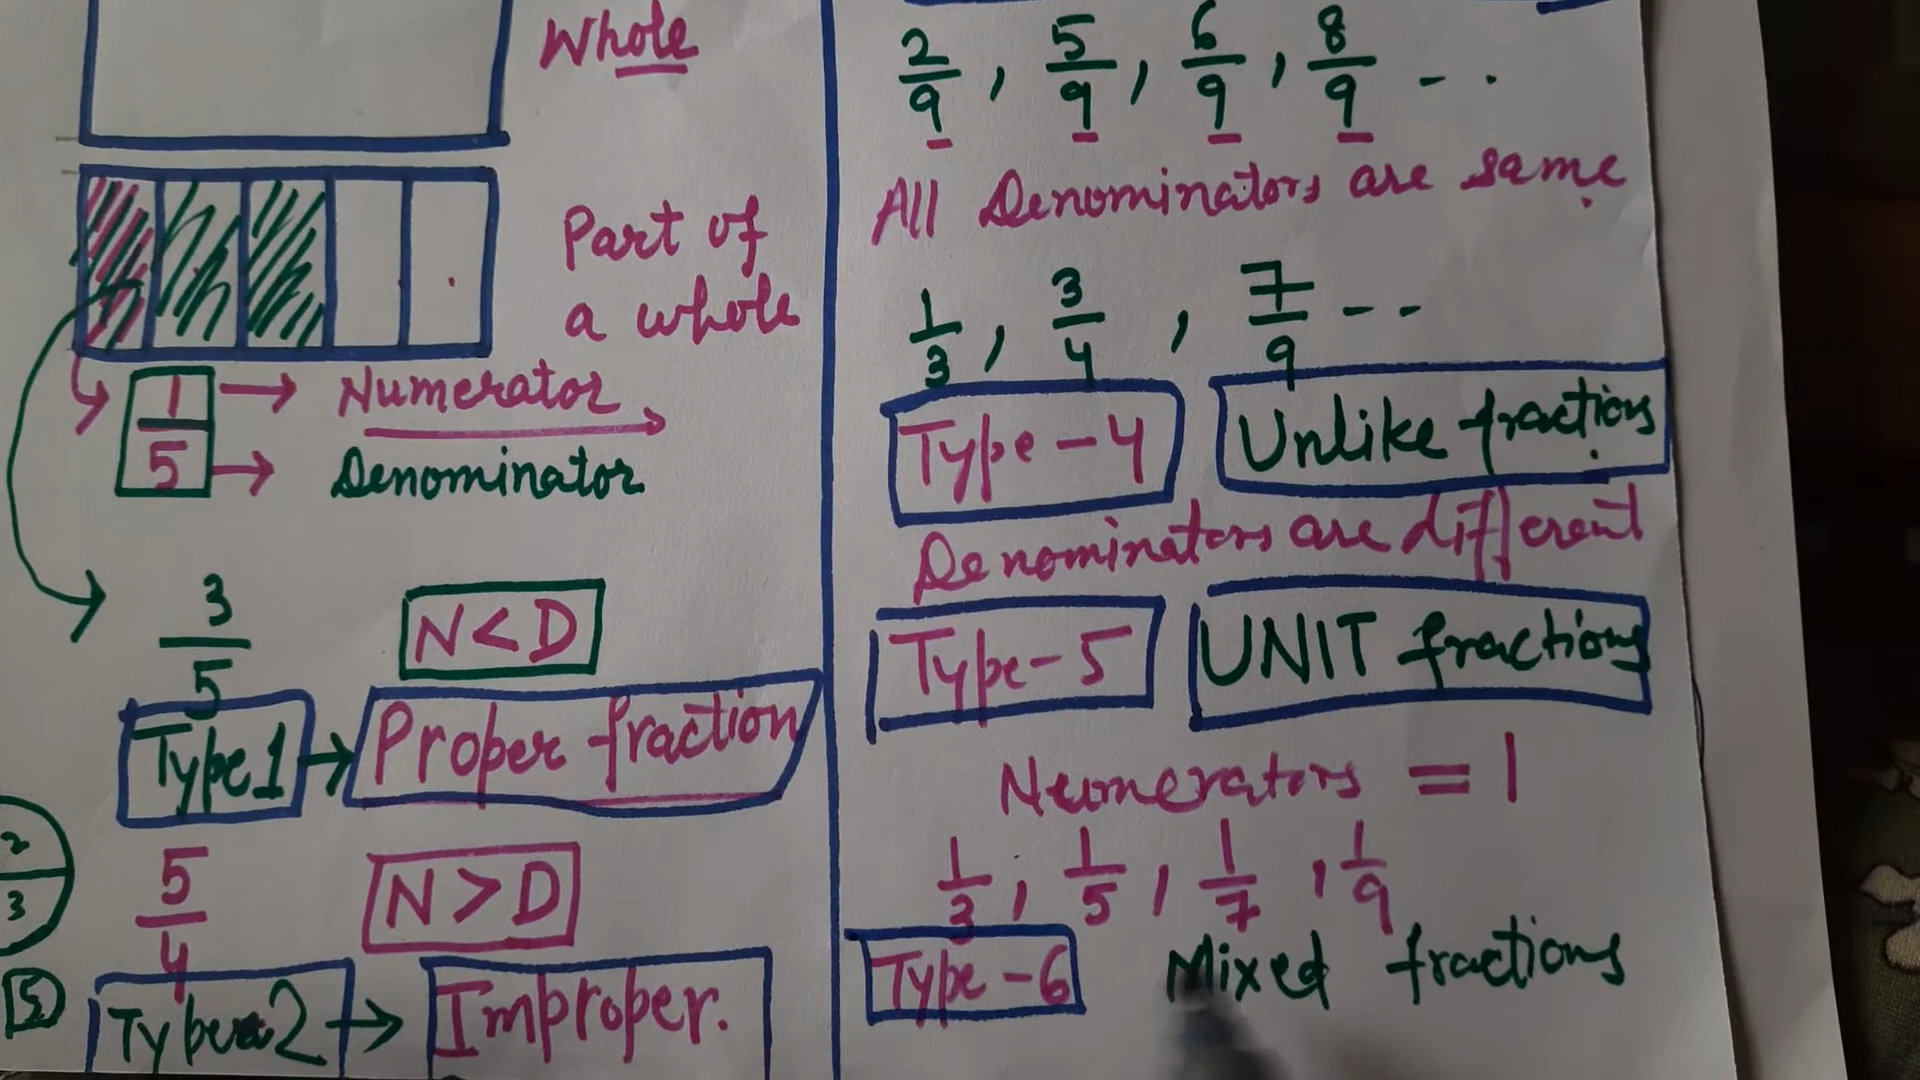 Whole
Part of
a whole
1/5 → Numerator
→ Denominator
3/5
N<D
Type1 → Proper fraction
2/3
5/4
N>D
5
Type 2 → Improper.
2/9, 5/9, 6/9, 8/9 - - .
All Denominators are same.
1/3, 3/4, 7/9 - - .
Type-4 Unlike fractions
Denominators are different
Type-5 UNIT fractions
Neumerators = 1
1/3, 1/5, 1/7, 1/9
Type-6 Mixed fractions